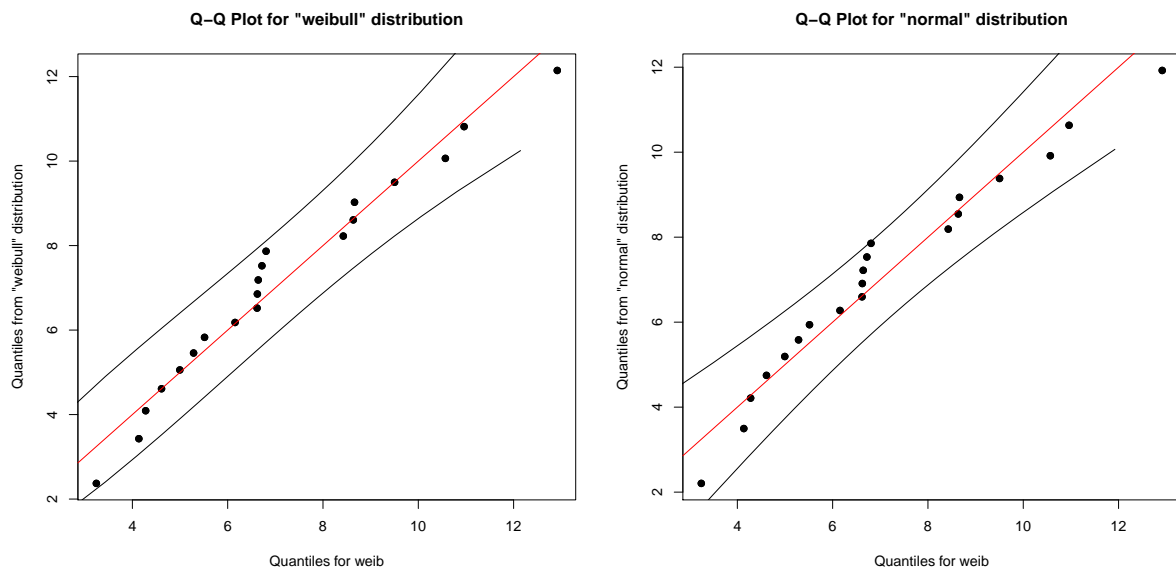 Q−Q Plot for "weibull" distribution
Quantiles from "weibull" distribution
12
10
8
6
4
2
4 6 8 10 12
Quantiles for weib
Q−Q Plot for "normal" distribution
Quantiles from "normal" distribution
12
10
8
6
4
2
4 6 8 10 12
Quantiles for weib